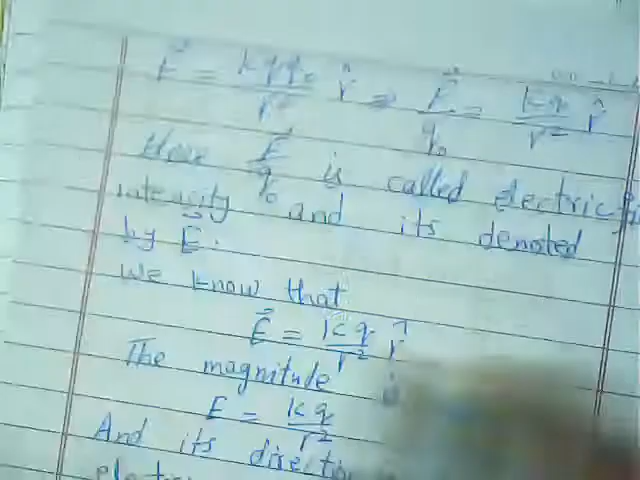 F⃗ = kqq₀/r² r̂ ⇒ F⃗/q₀ = kq/r² r̂
Here F⃗/q₀ is called electric
intensity and its denoted
by E⃗.
We know that
E⃗ = kq/r² r̂
The magnitude
E = kq/r²
And its direction